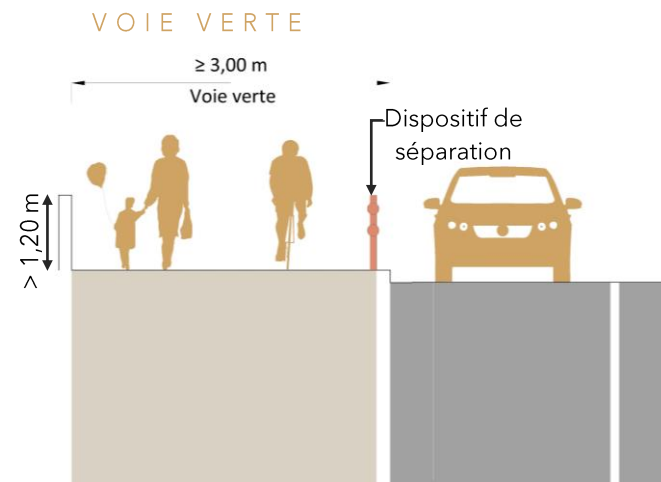 VOIE VERTE
≥ 3,00 m
Voie verte
Dispositif de
séparation
> 1,20 m